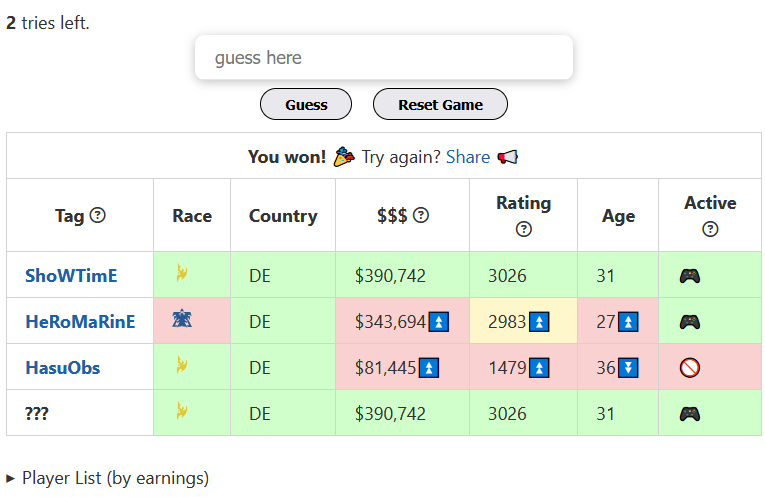 2 tries left.
guess here
Guess Reset Game
You won! 🎉 Try again? Share 📢
Tag ? Race Country $$$ ? Rating ? Age Active ?
ShoWTimE DE $390,742 3026 31
HeRoMaRinE DE $343,694 2983 27
HasuObs DE $81,445 1479 36
??? DE $390,742 3026 31
▸ Player List (by earnings)